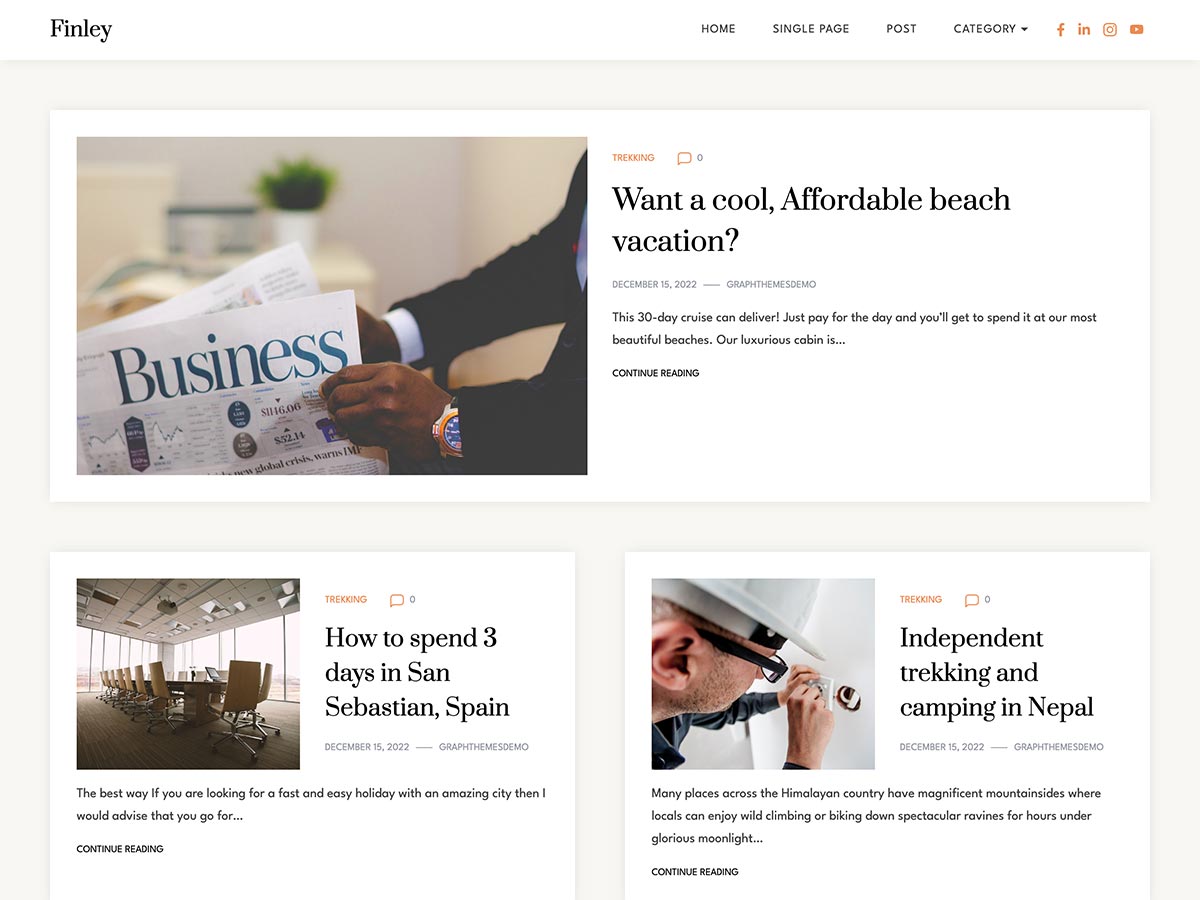 Finley
HOME SINGLE PAGE POST CATEGORY
Business
$1146.06
$52.14
new global crisis, warns IMF
TREKKING 0
Want a cool, Affordable beach
vacation?
DECEMBER 15, 2022 GRAPHTHEMESDEMO
This 30-day cruise can deliver! Just pay for the day and you’ll get to spend it at our most
beautiful beaches. Our luxurious cabin is…
CONTINUE READING
TREKKING 0
How to spend 3
days in San
Sebastian, Spain
DECEMBER 15, 2022 GRAPHTHEMESDEMO
The best way If you are looking for a fast and easy holiday with an amazing city then I
would advise that you go for…
CONTINUE READING
TREKKING 0
Independent
trekking and
camping in Nepal
DECEMBER 15, 2022 GRAPHTHEMESDEMO
Many places across the Himalayan country have magnificent mountainsides where
locals can enjoy wild climbing or biking down spectacular ravines for hours under
glorious moonlight…
CONTINUE READING